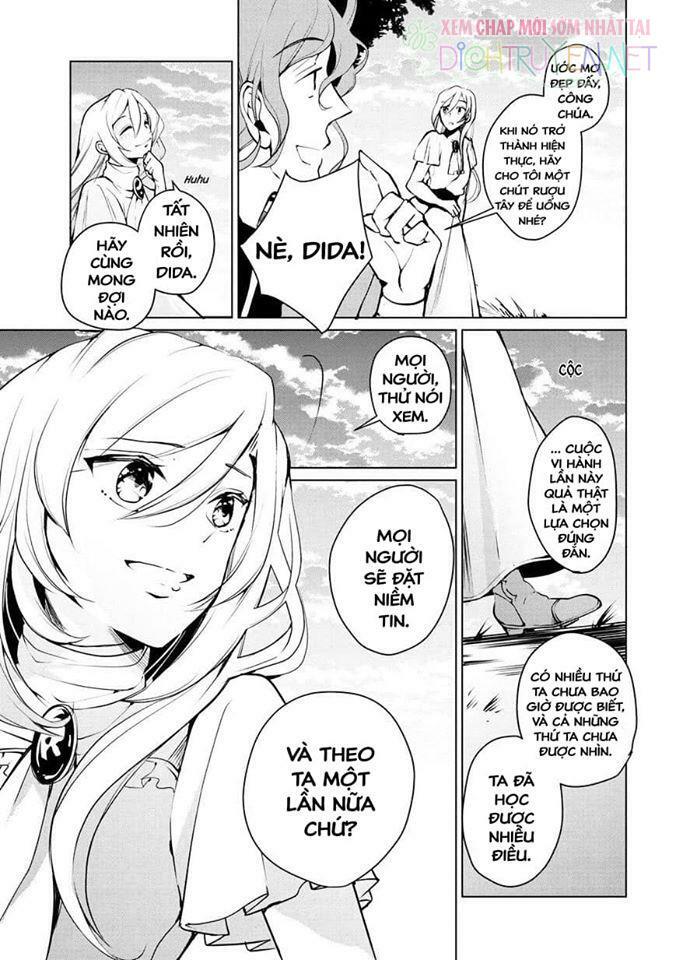 XEM CHAP MỚI SỚM NHẤT TẠI
DICHTRUYEN.NET
ƯỚC MƠ
ĐẸP ĐẤY,
CÔNG
CHÚA.
KHI NÓ TRỞ
THÀNH HIỆN
THỰC, HÃY
CHO TÔI MỘT
CHÚT RƯỢU
TÂY ĐỂ UỐNG
NHÉ?
NÈ, DIDA!
Huhu
TẤT
NHIÊN
RỒI,
DIDA.
HÃY
CÙNG
MONG
ĐỢI
NÀO.
CỘC
... CUỘC
VI HÀNH
LẦN NÀY
QUẢ THẬT
LÀ MỘT
LỰA CHỌN
ĐÚNG
ĐẮN.
CÓ NHIỀU THỨ
TA CHƯA BAO
GIỜ ĐƯỢC BIẾT,
VÀ CẢ NHỮNG
THỨ TA CHƯA
ĐƯỢC NHÌN.
TA ĐÃ
HỌC
ĐƯỢC
NHIỀU
ĐIỀU.
MỌI
NGƯỜI,
THỬ NÓI
XEM.
MỌI
NGƯỜI
SẼ ĐẶT
NIỀM
TIN.
VÀ THEO
TA MỘT
LẦN NỮA
CHỨ?